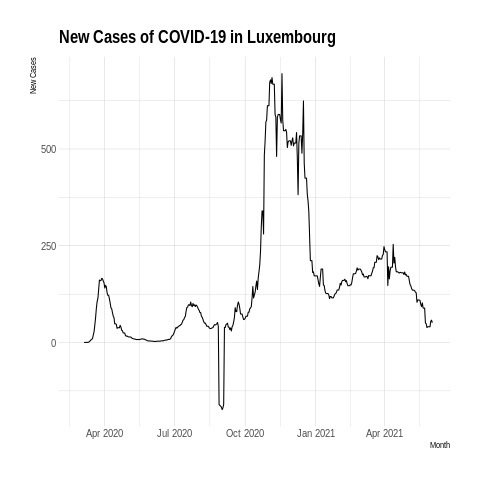 New Cases of COVID-19 in Luxembourg
New Cases
500
250
0
Apr 2020 Jul 2020 Oct 2020 Jan 2021 Apr 2021
Month